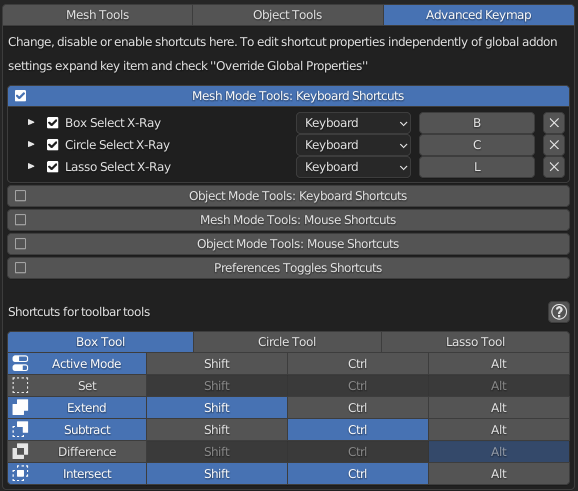 Mesh Tools Object Tools Advanced Keymap
Change, disable or enable shortcuts here. To edit shortcut properties independently of global addon
settings expand key item and check "Override Global Properties"
Mesh Mode Tools: Keyboard Shortcuts
Box Select X-Ray Keyboard B
Circle Select X-Ray Keyboard C
Lasso Select X-Ray Keyboard L
Object Mode Tools: Keyboard Shortcuts
Mesh Mode Tools: Mouse Shortcuts
Object Mode Tools: Mouse Shortcuts
Preferences Toggles Shortcuts
Shortcuts for toolbar tools ?
Box Tool Circle Tool Lasso Tool
Active Mode Shift Ctrl Alt
Set Shift Ctrl Alt
Extend Shift Ctrl Alt
Subtract Shift Ctrl Alt
Difference Shift Ctrl Alt
Intersect Shift Ctrl Alt